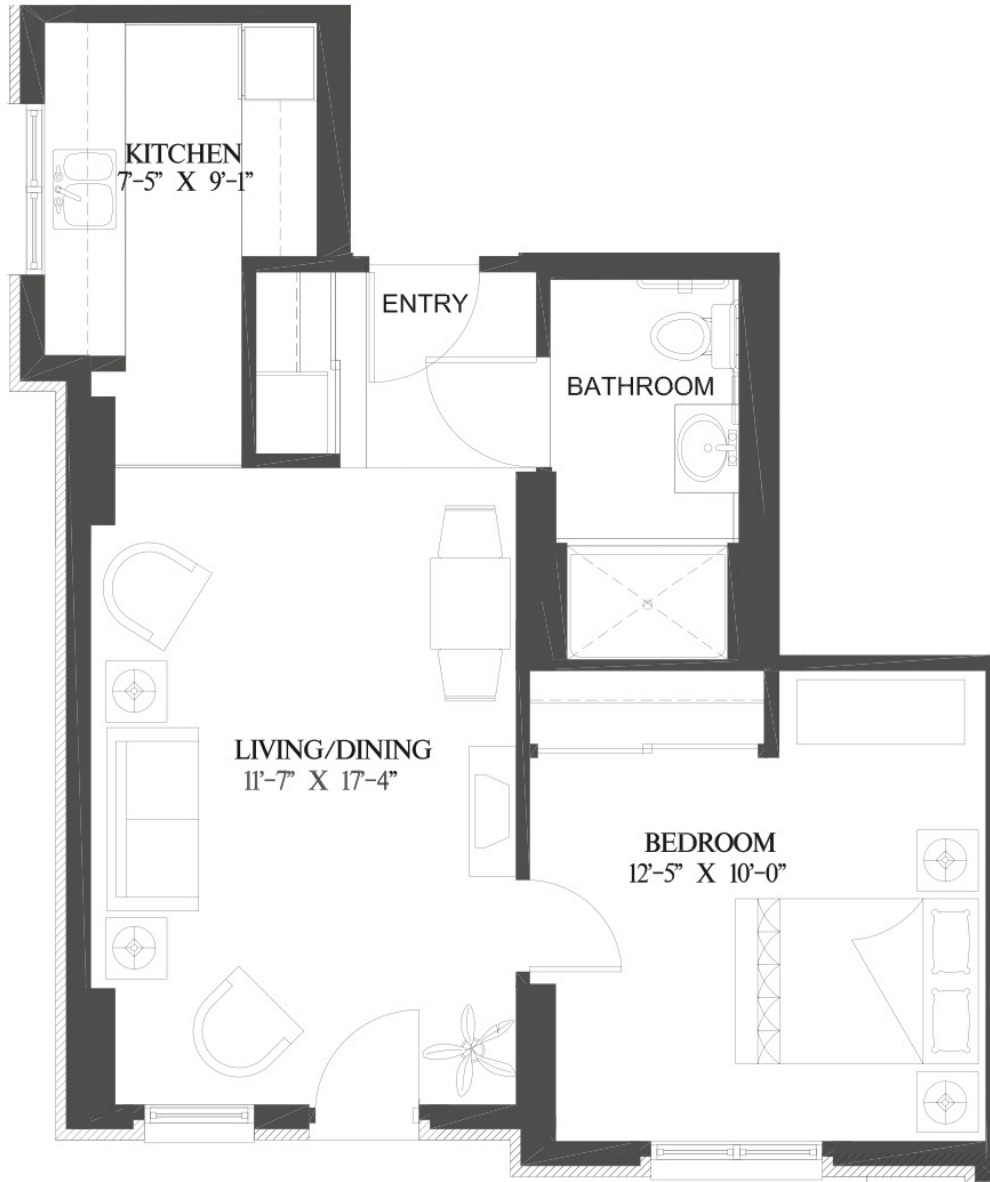 KITCHEN
7'-5" X 9'-1"
ENTRY
BATHROOM
LIVING/DINING
11'-7" X 17'-4"
BEDROOM
12'-5" X 10'-0"